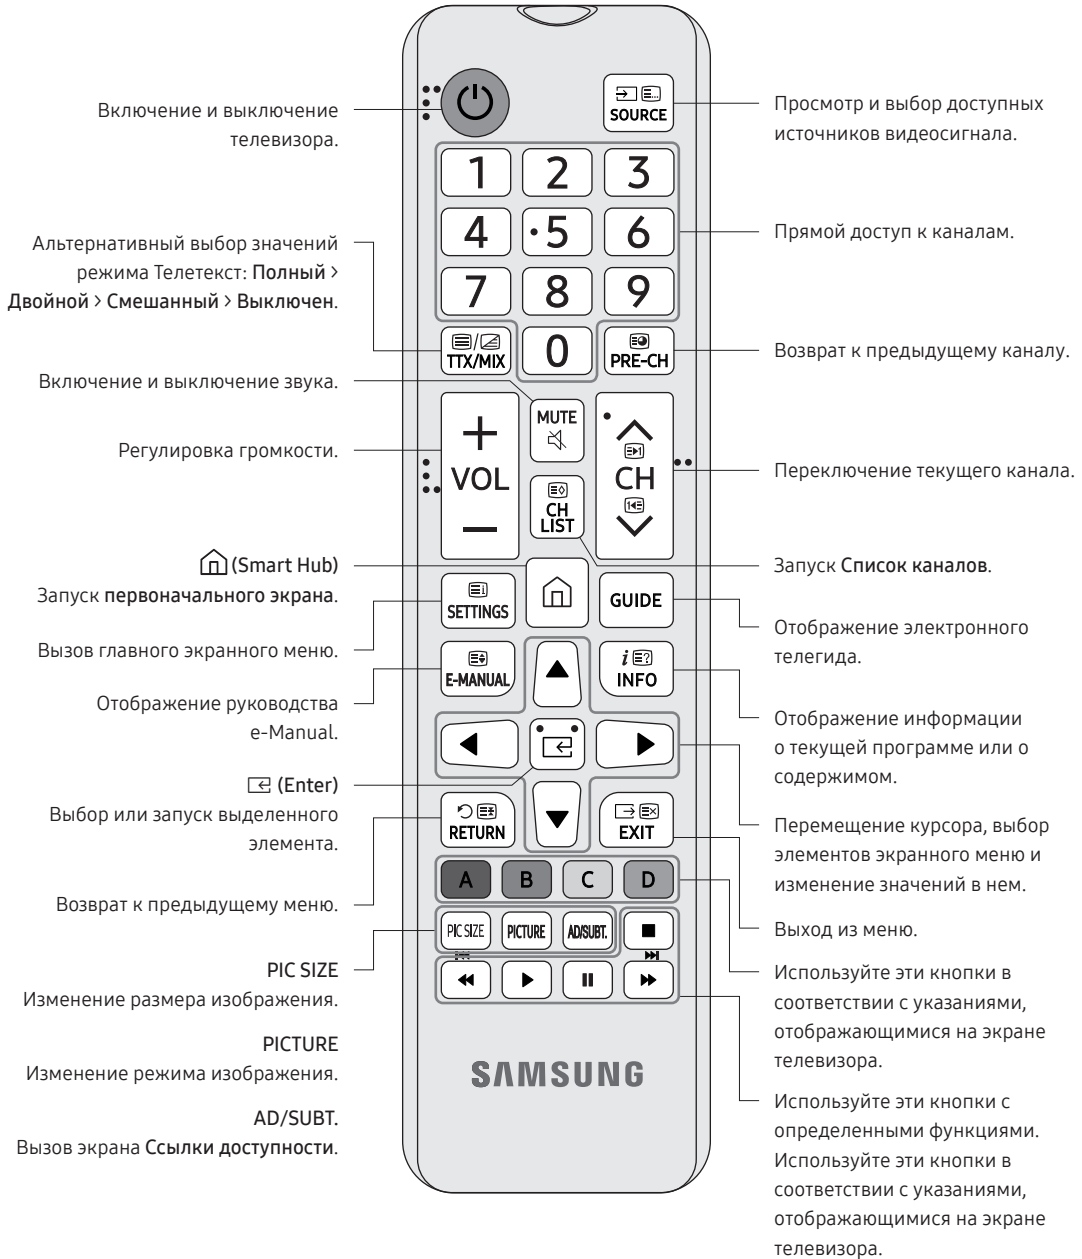 Включение и выключение
телевизора.
Альтернативный выбор значений
режима Телетекст: Полный >
Двойной > Смешанный > Выключен.
Включение и выключение звука.
Регулировка громкости.
(Smart Hub)
Запуск первоначального экрана.
Вызов главного экранного меню.
Отображение руководства
e-Manual.
(Enter)
Выбор или запуск выделенного
элемента.
Возврат к предыдущему меню.
PIC SIZE
Изменение размера изображения.
PICTURE
Изменение режима изображения.
AD/SUBT.
Вызов экрана Ссылки доступности.
SOURCE
1 2 3
4 5 6
7 8 9
TTX/MIX 0 PRE-CH
MUTE
VOL
CH
CH
LIST
SETTINGS
GUIDE
E-MANUAL
INFO
RETURN
EXIT
A B C D
PIC SIZE PICTURE AD/SUBT.
SAMSUNG
Просмотр и выбор доступных
источников видеосигнала.
Прямой доступ к каналам.
Возврат к предыдущему каналу.
Переключение текущего канала.
Запуск Список каналов.
Отображение электронного
телегида.
Отображение информации
о текущей программе или о
содержимом.
Перемещение курсора, выбор
элементов экранного меню и
изменение значений в нем.
Выход из меню.
Используйте эти кнопки в
соответствии с указаниями,
отображающимися на экране
телевизора.
Используйте эти кнопки с
определенными функциями.
Используйте эти кнопки в
соответствии с указаниями,
отображающимися на экране
телевизора.